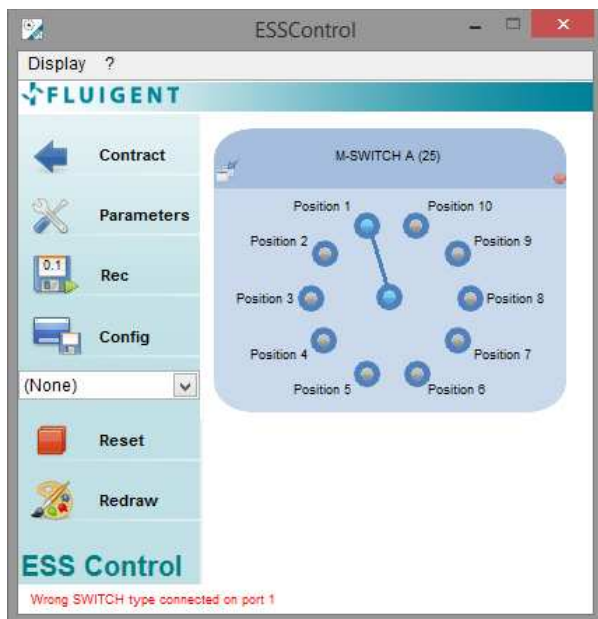 ESSControl
Display ?
FLUIGENT
Contract
Parameters
Rec
0.1
Config
(None)
Reset
Redraw
ESS Control
M-SWITCH A (25)
Position 1
Position 10
Position 2
Position 9
Position 3
Position 8
Position 4
Position 7
Position 5
Position 6
Wrong SWITCH type connected on port 1